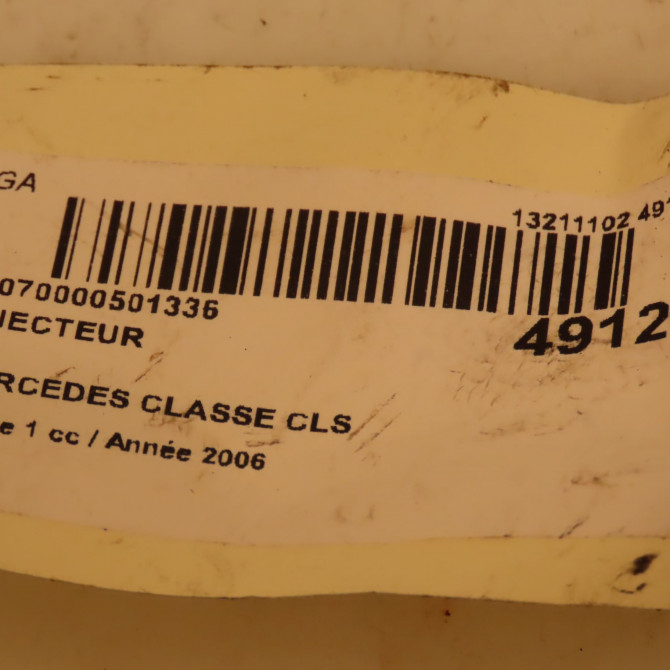 GA
13211102 491
070000501336
JECTEUR
4912
RCEDES CLASSE CLS
e 1 cc / Année 2006